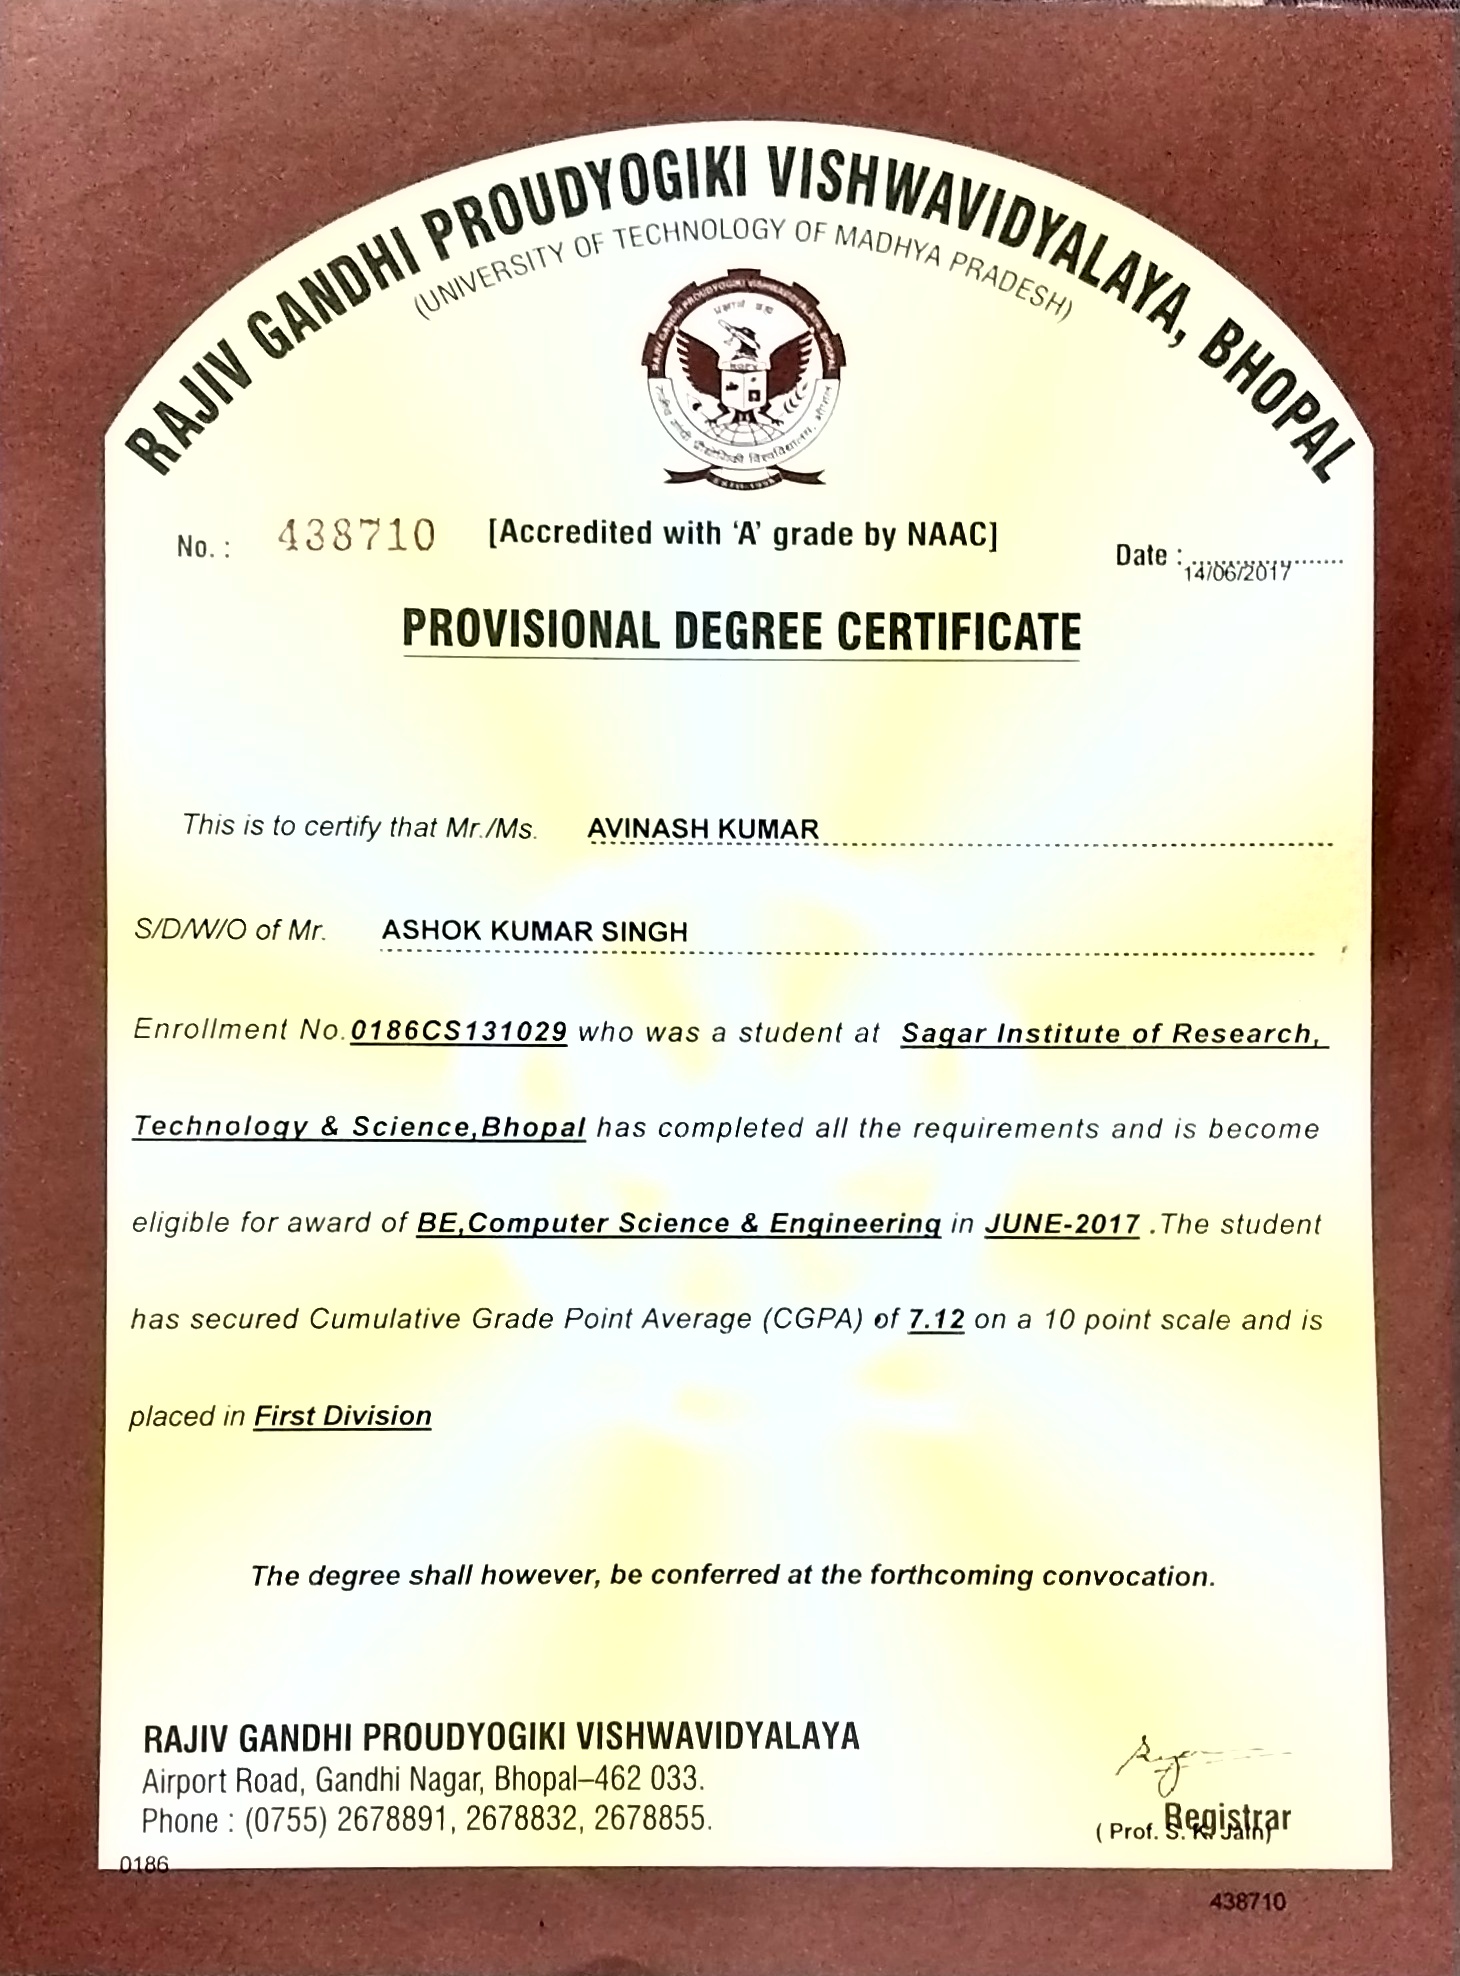 RAJIV GANDHI PROUDYOGIKI VISHWAVIDYALAYA, BHOPAL
(UNIVERSITY OF TECHNOLOGY OF MADHYA PRADESH)
RAJIV GANDHI PROUDYOGIKI VISHWAVIDYALAYA, BHOPAL
No. : 438710 [Accredited with ‘A’ grade by NAAC]
Date : 14/06/2017
PROVISIONAL DEGREE CERTIFICATE
This is to certify that Mr./Ms. AVINASH KUMAR
S/D/W/O of Mr. ASHOK KUMAR SINGH
Enrollment No.0186CS131029 who was a student at Sagar Institute of Research,
Technology & Science,Bhopal has completed all the requirements and is become
eligible for award of BE,Computer Science & Engineering in JUNE-2017 .The student
has secured Cumulative Grade Point Average (CGPA) of 7.12 on a 10 point scale and is
placed in First Division
The degree shall however, be conferred at the forthcoming convocation.
RAJIV GANDHI PROUDYOGIKI VISHWAVIDYALAYA
Airport Road, Gandhi Nagar, Bhopal–462 033.
Phone : (0755) 2678891, 2678832, 2678855.
Registrar
( Prof. S. K. Jain)
0186
438710